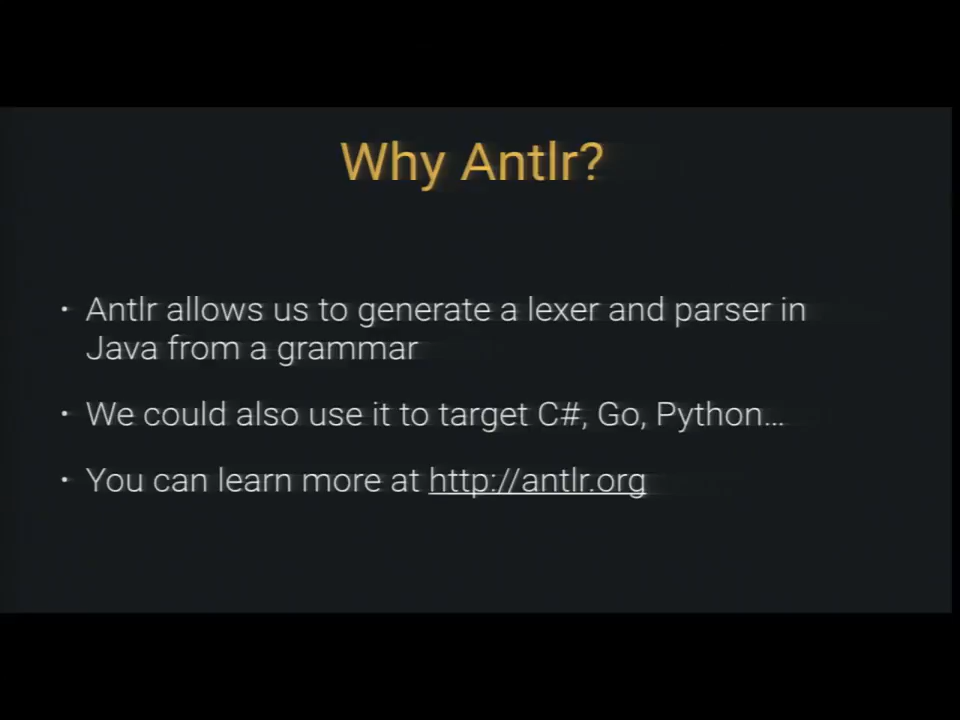 Why Antlr?
• Antlr allows us to generate a lexer and parser in
Java from a grammar
• We could also use it to target C#, Go, Python...
• You can learn more at http://antlr.org